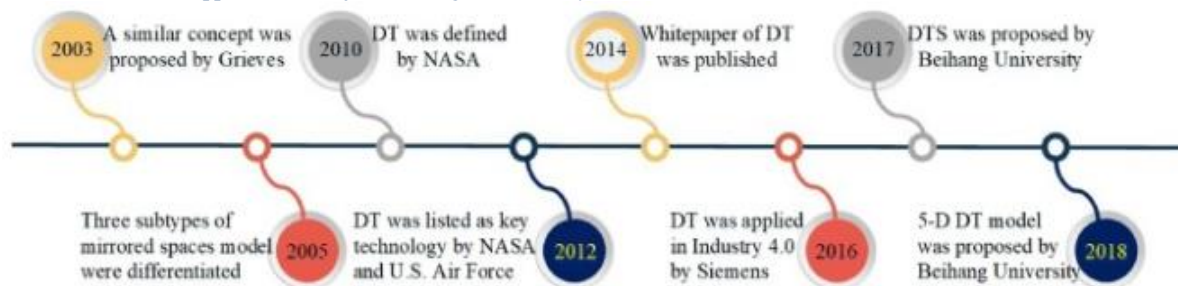 2003
A similar concept was
proposed by Grieves
2010
DT was defined
by NASA
2014
Whitepaper of DT
was published
2017
DTS was proposed by
Beihang University
Three subtypes of
mirrored spaces model
were differentiated
2005
DT was listed as key
technology by NASA
and U.S. Air Force
2012
DT was applied
in Industry 4.0
by Siemens
2016
5-D DT model
was proposed by
Beihang University
2018